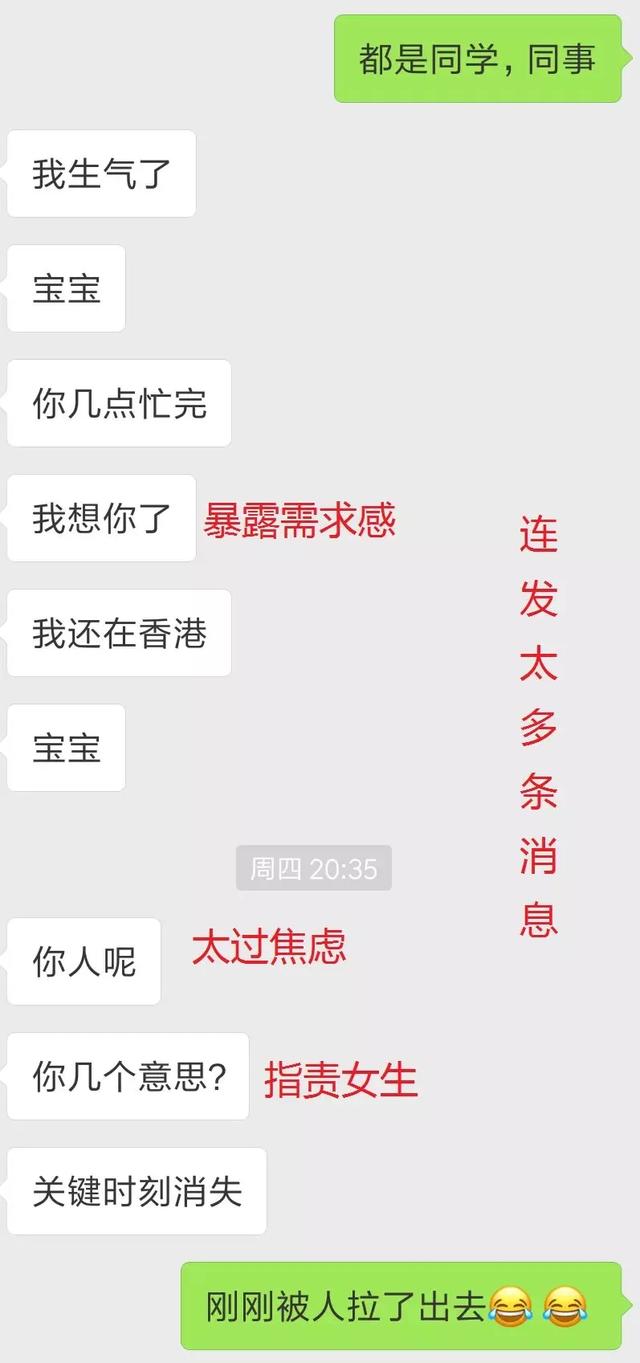 都是同学，同事
我生气了
宝宝
你几点忙完
我想你了
暴露需求感
我还在香港
宝宝
连发太多条消息
周四 20:35
你人呢
太过焦虑
你几个意思?
指责女生
关键时刻消失
刚刚被人拉了出去😂😂